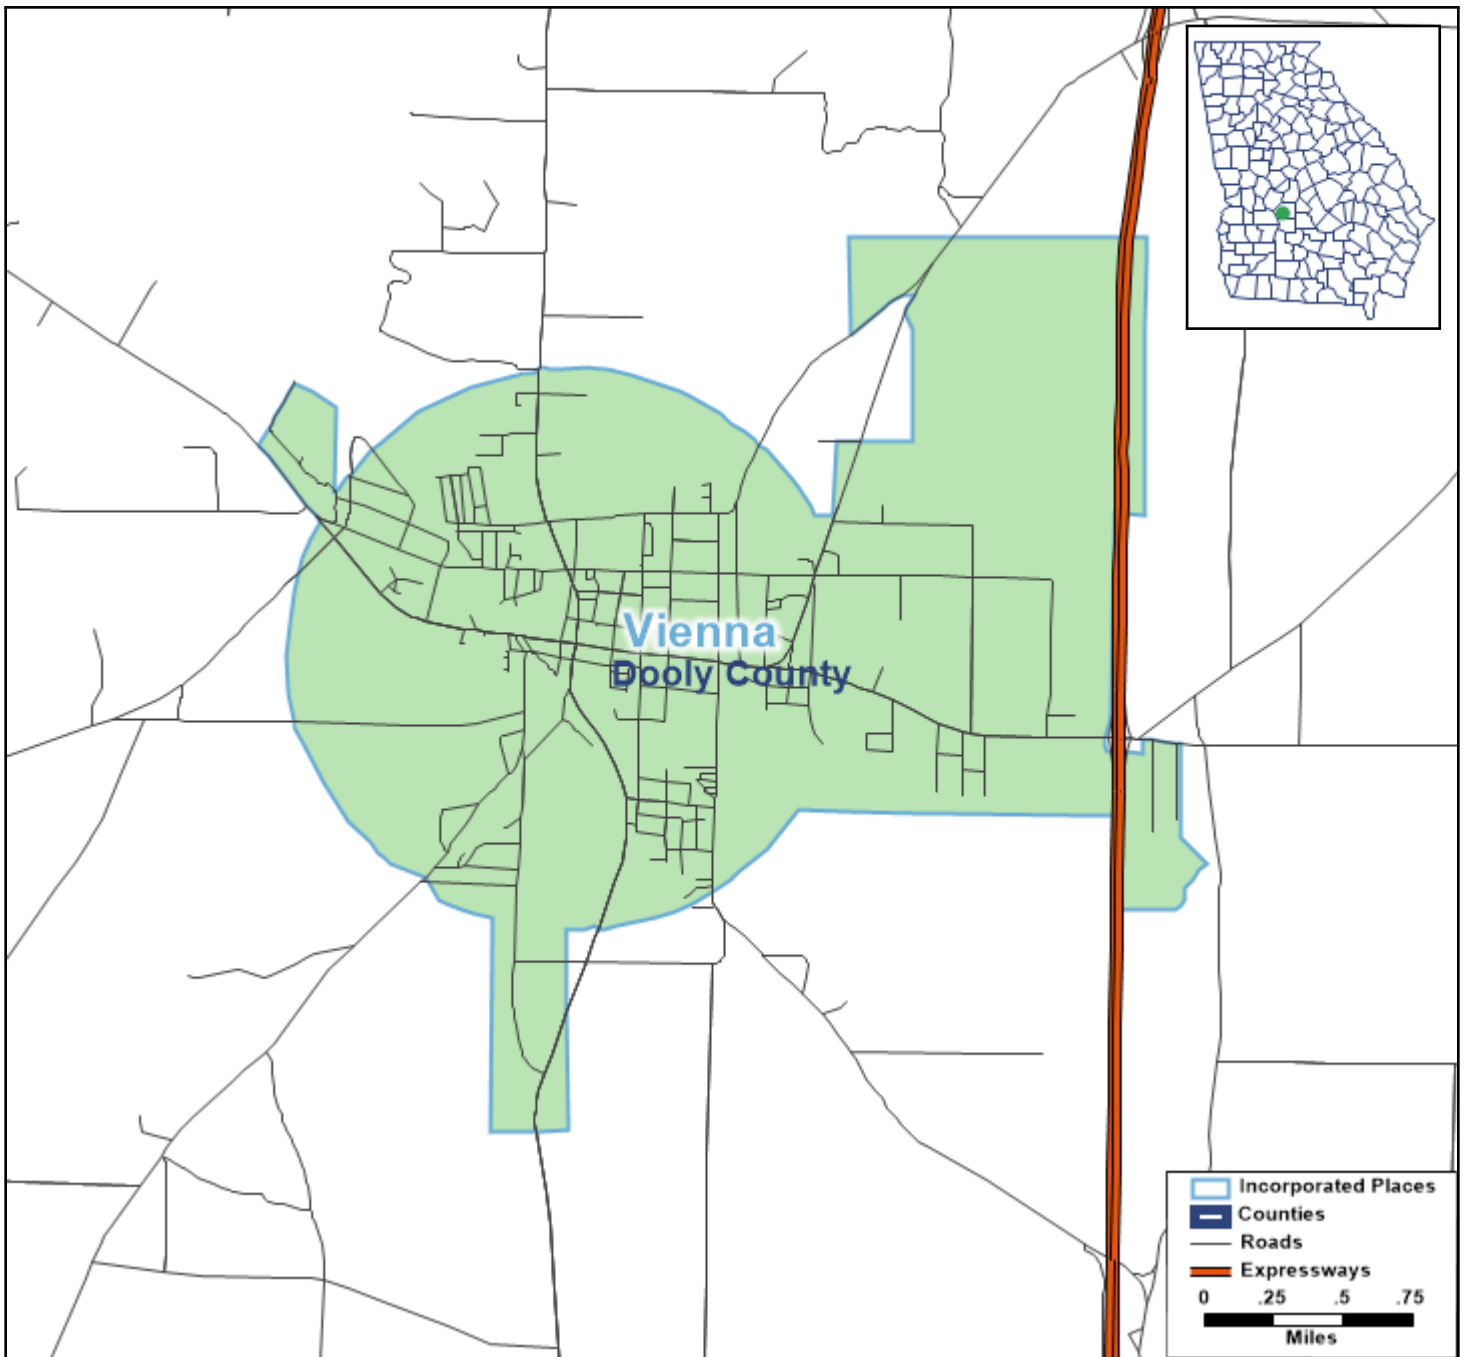 Vienna
Dooly County
Incorporated Places
Counties
Roads
Expressways
0 .25 .5 .75
Miles